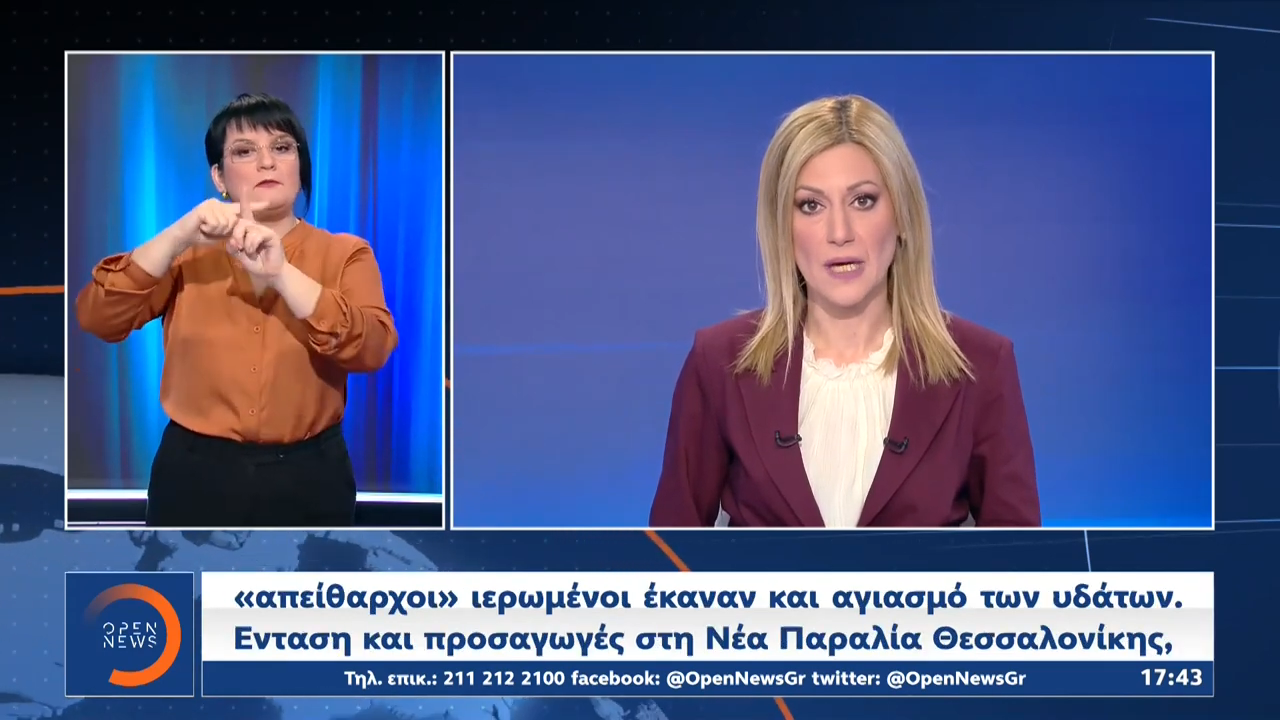 «απείθαρχοι» ιερωμένοι έκαναν και αγιασμό των υδάτων.
Ενταση και προσαγωγές στη Νέα Παραλία Θεσσαλονίκης,
OPEN
NEWS
Τηλ. επικ.: 211 212 2100 facebook: @OpenNewsGr twitter: @OpenNewsGr 17:43